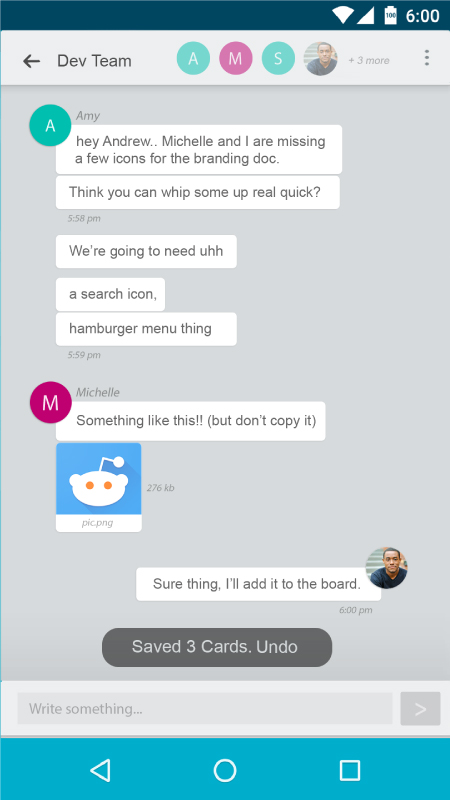 100
6:00
Dev Team
A
M
S
+ 3 more
Amy
A
hey Andrew.. Michelle and I are missing
a few icons for the branding doc.
Think you can whip some up real quick?
5:58 pm
We're going to need uhh
a search icon,
hamburger menu thing
5:59 pm
Michelle
M
Something like this!! (but don't copy it)
276 kb
pic.png
Sure thing, I'll add it to the board.
6:00 pm
Saved 3 Cards. Undo
Write something...
>